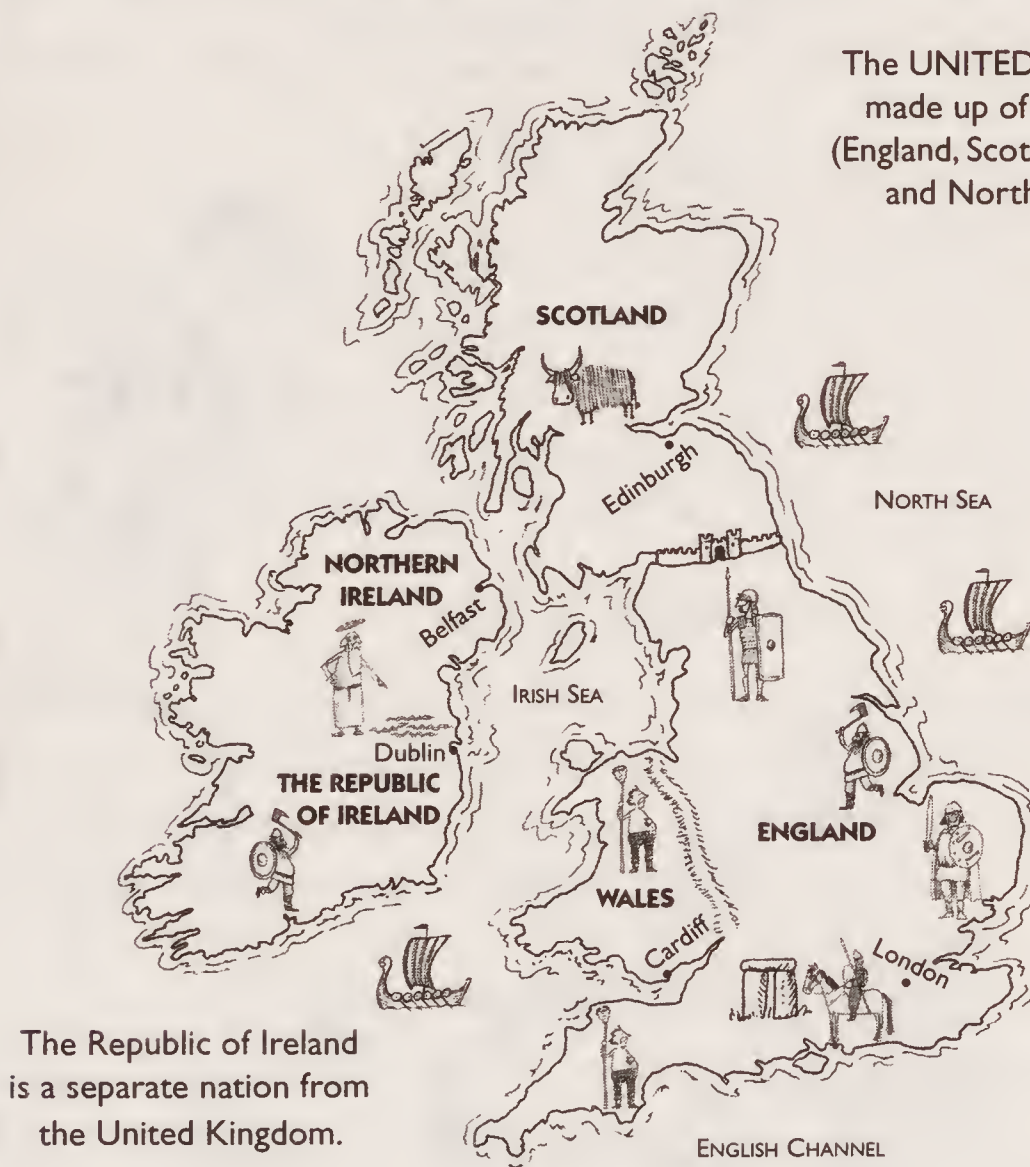 The UNITED
made up of
(England, Scot
and North
SCOTLAND
Edinburgh
NORTH SEA
NORTHERN
IRELAND
Belfast
IRISH SEA
Dublin
THE REPUBLIC
OF IRELAND
ENGLAND
WALES
Cardiff
London
The Republic of Ireland
is a separate nation from
the United Kingdom.
ENGLISH CHANNEL